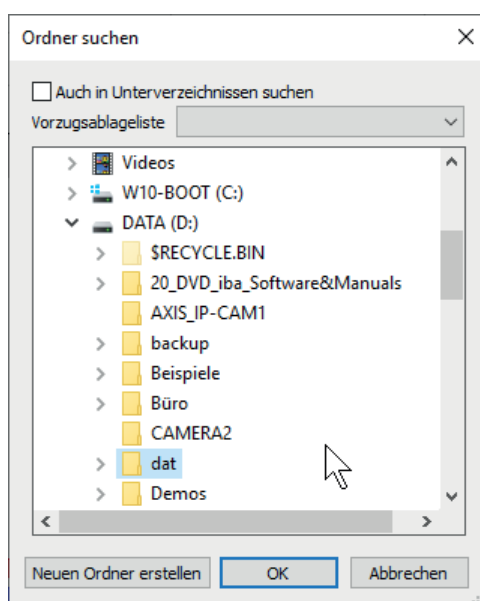 Ordner suchen
Auch in Unterverzeichnissen suchen
Vorzugsablageliste
Videos
W10-BOOT (C:)
DATA (D:)
$RECYCLE.BIN
20_DVD_iba_Software&Manuals
AXIS_IP-CAM1
backup
Beispiele
Büro
CAMERA2
dat
Demos
Neuen Ordner erstellen OK Abbrechen